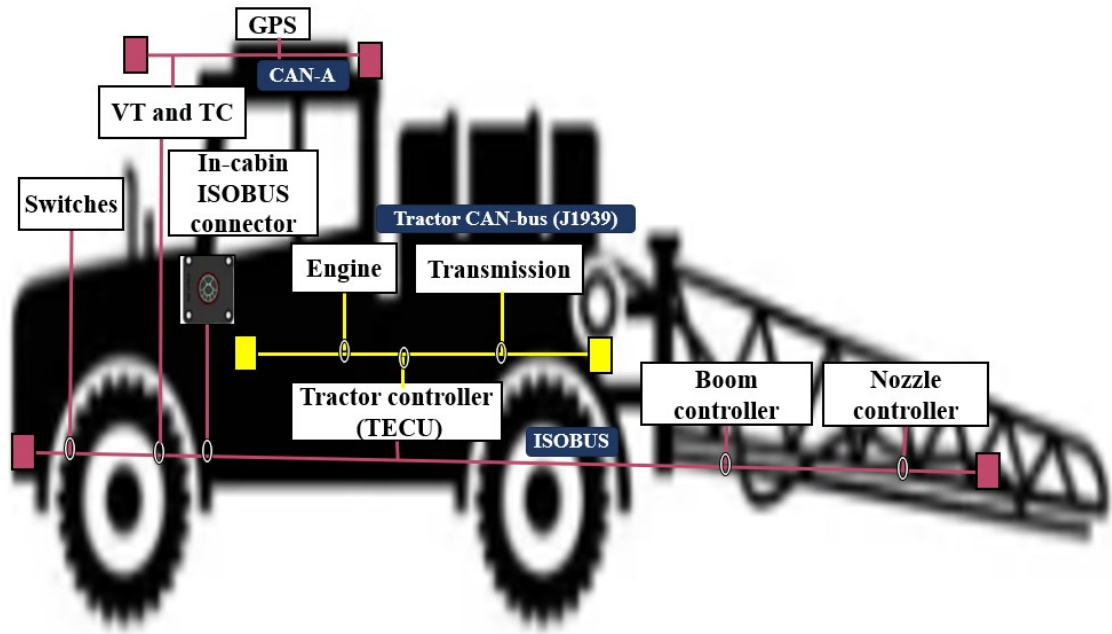 GPS
CAN-A
VT and TC
In-cabin
ISOBUS
connector
Switches
Tractor CAN-bus (J1939)
Engine
Transmission
Tractor controller
(TECU)
Boom
controller
Nozzle
controller
ISOBUS